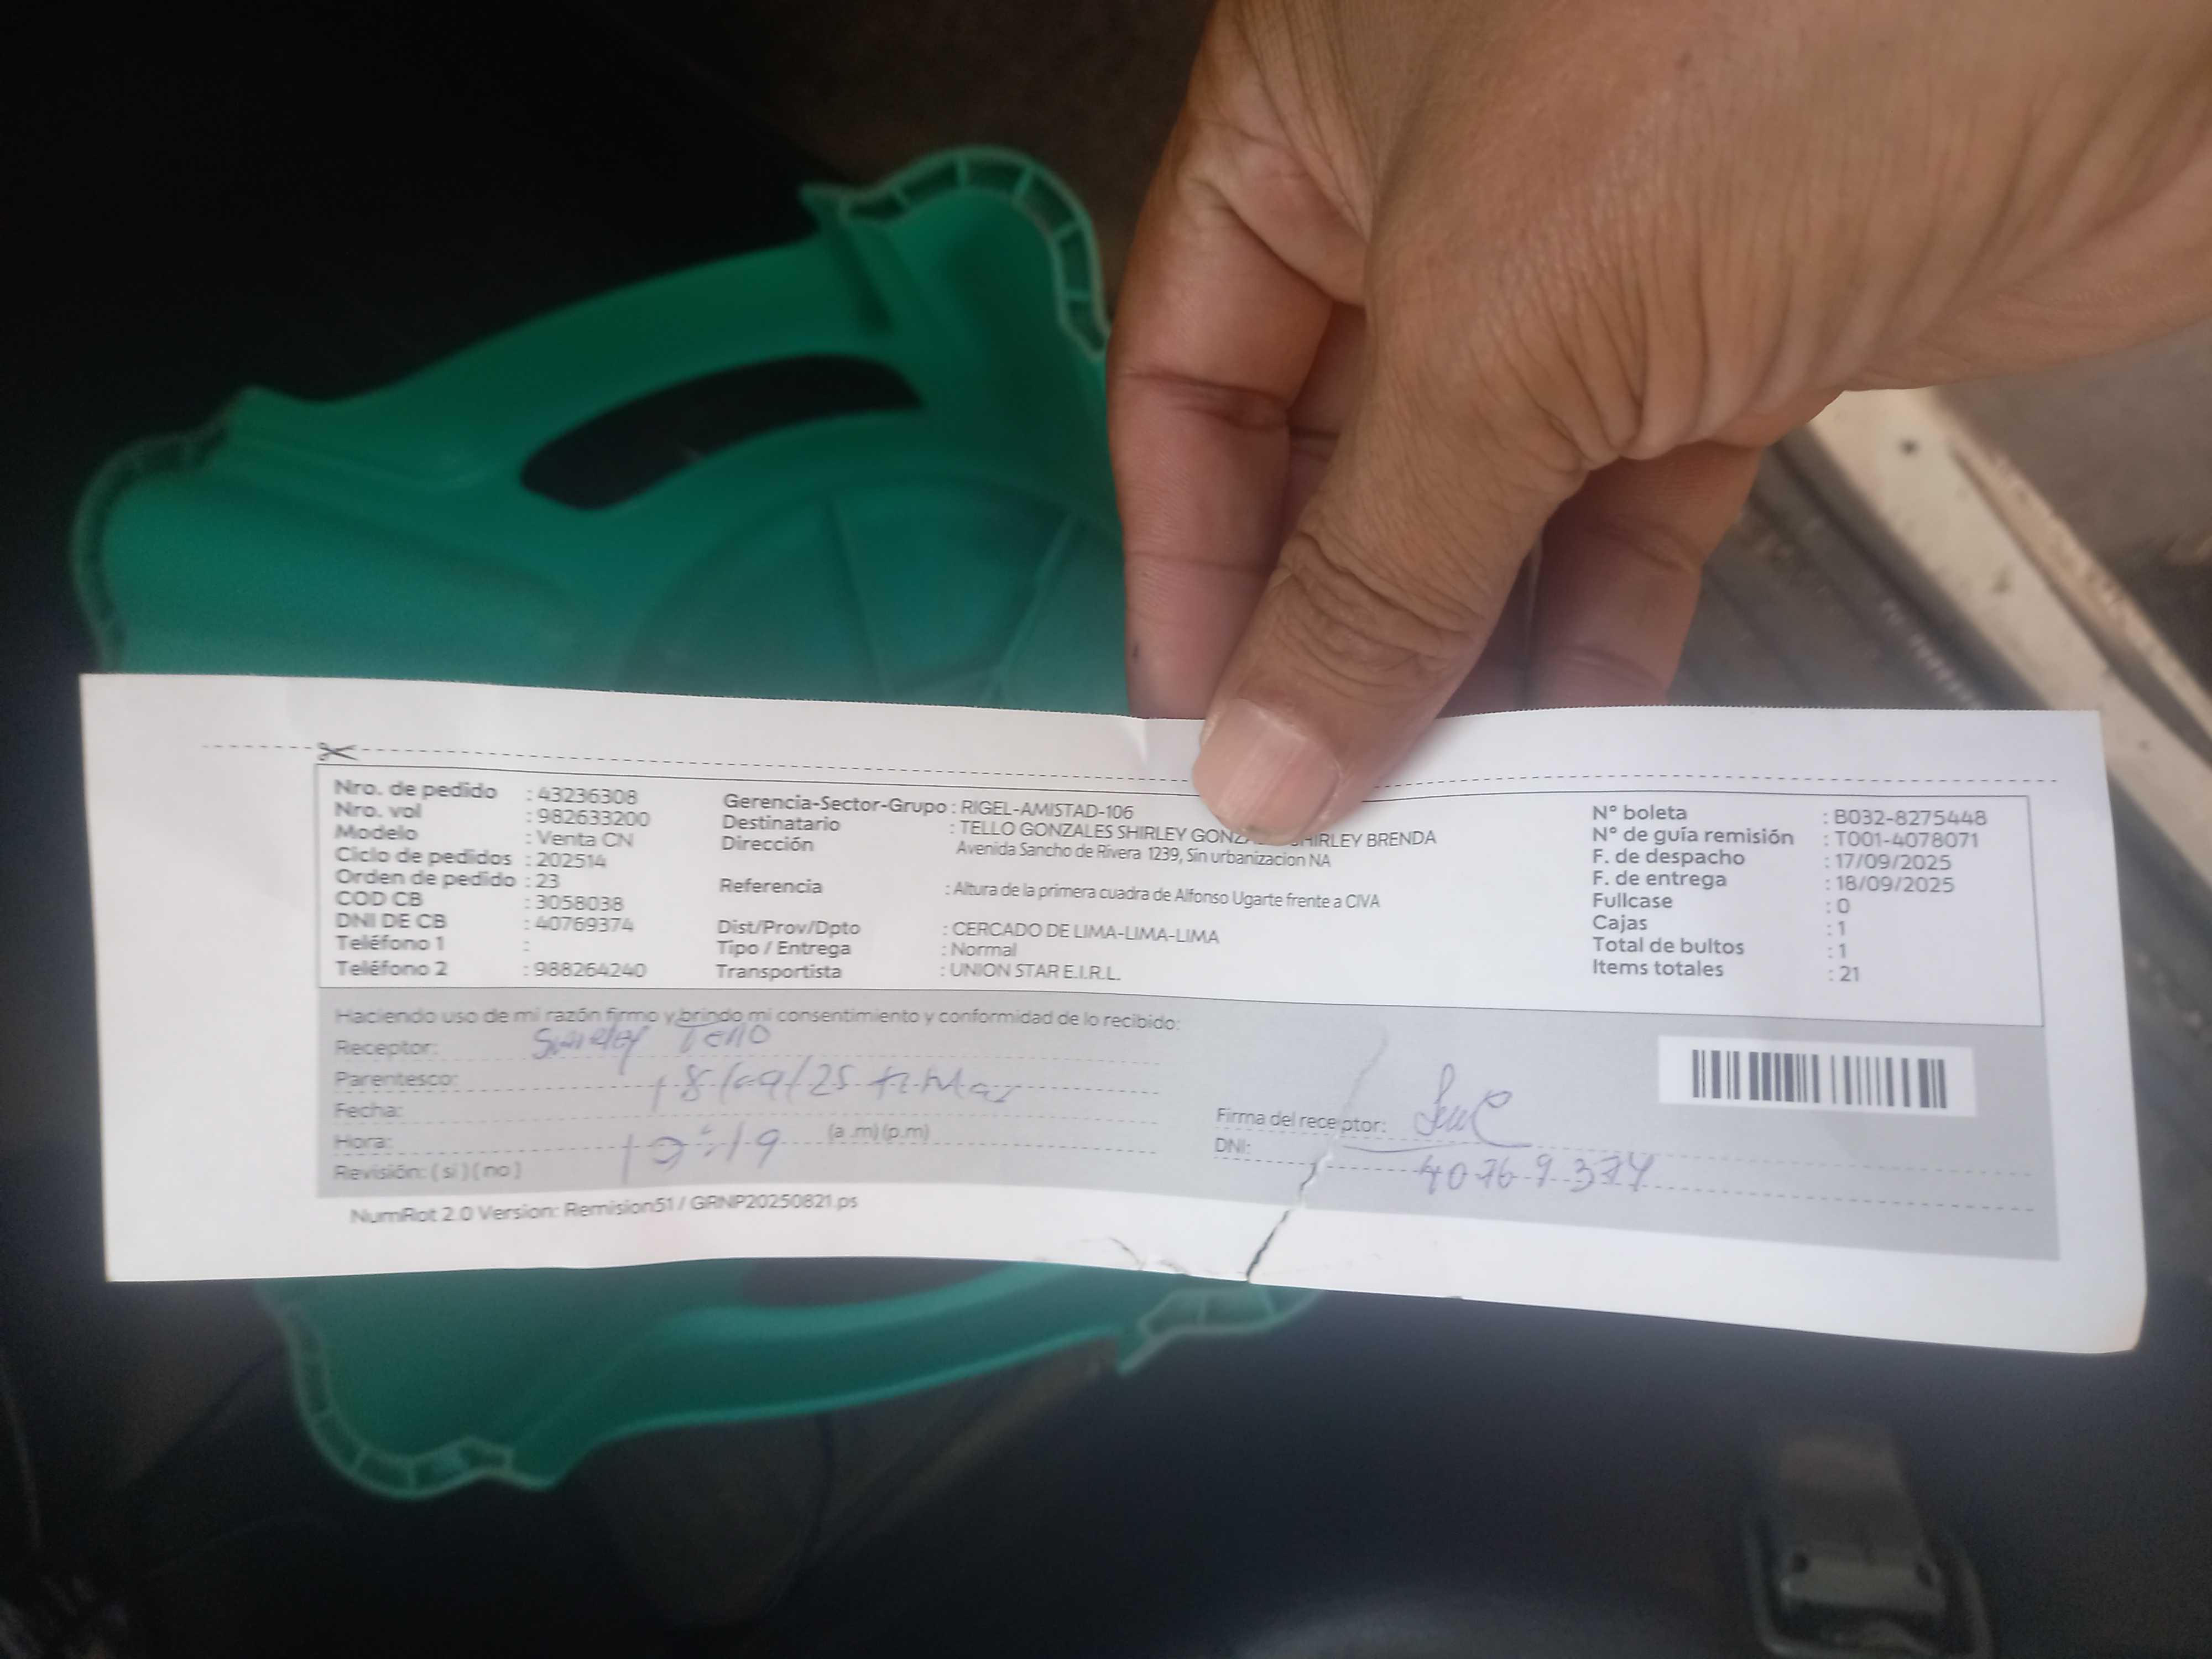 Nro. de pedido : 43236308
Nro. vol : 982633200
Modelo : Venta CN
Ciclo de pedidos : 202514
Orden de pedido : 23
COD CB : 3058038
DNI DE CB : 40769374
Teléfono 1 :
Teléfono 2 : 988264240
Gerencia-Sector-Grupo : RIGEL-AMISTAD-106
Destinatario : TELLO GONZALES SHIRLEY BRENDA
Dirección Avenida Sancho de Rivera 1239, Sin urbanizacion NA
Referencia : Altura de la primera cuadra de Alfonso Ugarte frente a CIVA
Dist/Prov/Dpto : CERCADO DE LIMA-LIMA-LIMA
Tipo / Entrega : Normal
Transportista : UNION STAR E.I.R.L.
N° boleta : B032-8275448
N° de guía remisión : T001-4078071
F. de despacho : 17/09/2025
F. de entrega : 18/09/2025
Fullcase : 0
Cajas : 1
Total de bultos : 1
Items totales : 21
Haciendo uso de mi razón firmo y brindo mi consentimiento y conformidad de lo recibido:
Receptor: Shirley Tello
Parentesco:
Fecha: 18/09/25
Hora: 12:19 (a .m) (p.m)
Revisión: ( si ) ( no )
Firma del receptor:
DNI: 40769374
NumRot 2.0 Version: Remision51 / GRNP20250821.ps